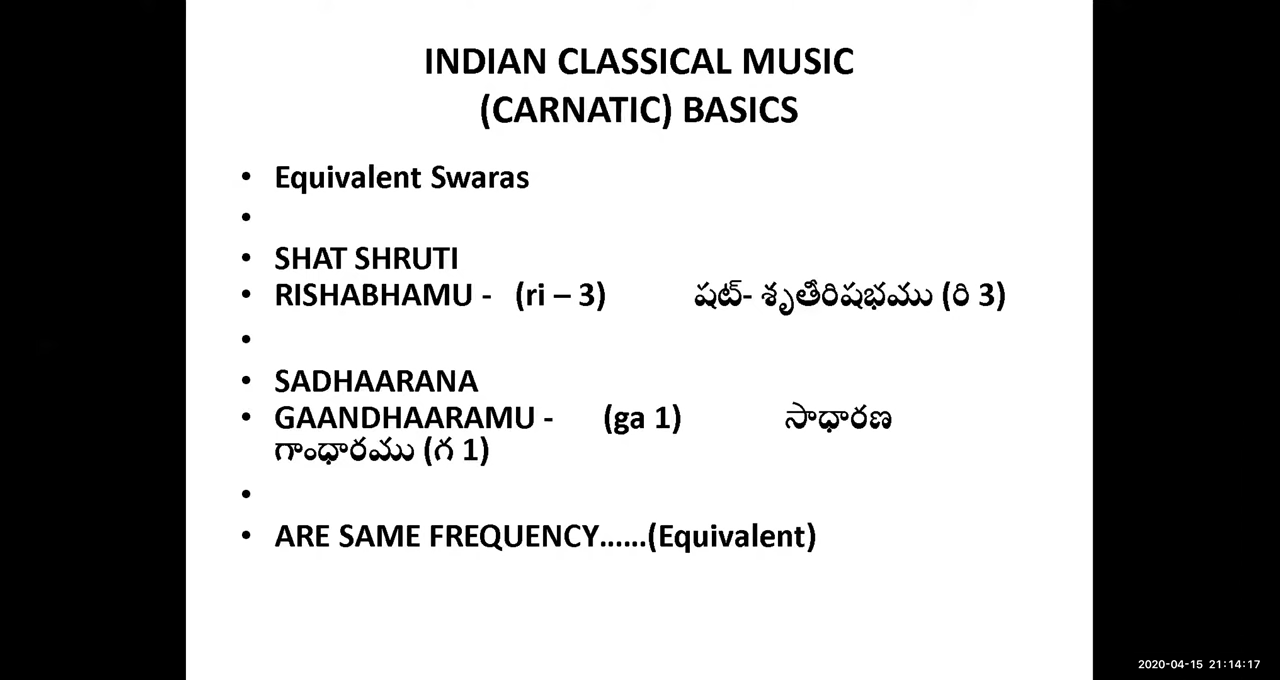 INDIAN CLASSICAL MUSIC
(CARNATIC) BASICS
• Equivalent Swaras
•
• SHAT SHRUTI
• RISHABHAMU - (ri – 3) షట్- శృతీరిషభము (రి 3)
•
• SADHAARANA
• GAANDHAARAMU - (ga 1) సాధారణ
గాంధారము (గ 1)
•
• ARE SAME FREQUENCY......(Equivalent)
2020-04-15 21:14:17